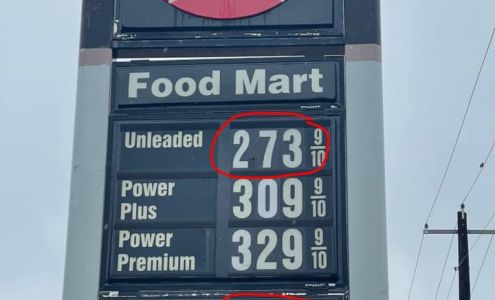 Food Mart
Unleaded 273 9/10
Power
Plus 309 9/10
Power
Premium 329 9/10